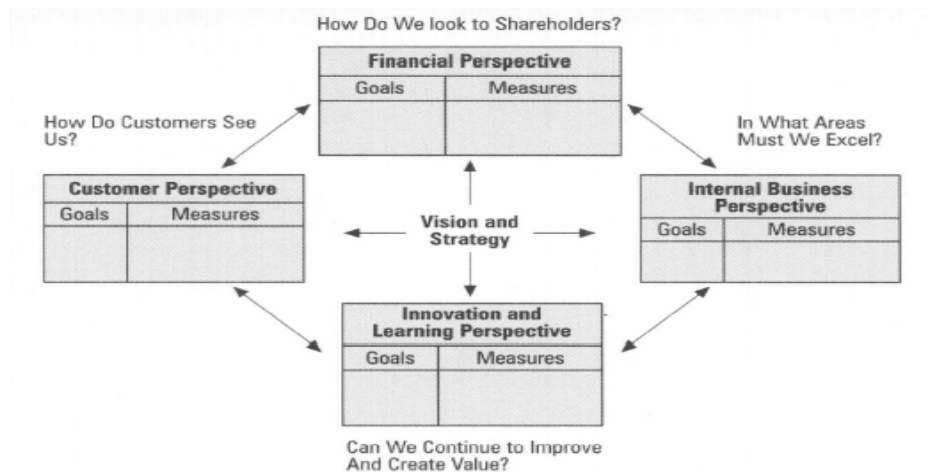 How Do We look to Shareholders?
Financial Perspective
Goals Measures
How Do Customers See
Us?
In What Areas
Must We Excel?
Customer Perspective
Goals Measures
Vision and
Strategy
Internal Business
Perspective
Goals Measures
Innovation and
Learning Perspective
Goals Measures
Can We Continue to Improve
And Create Value?